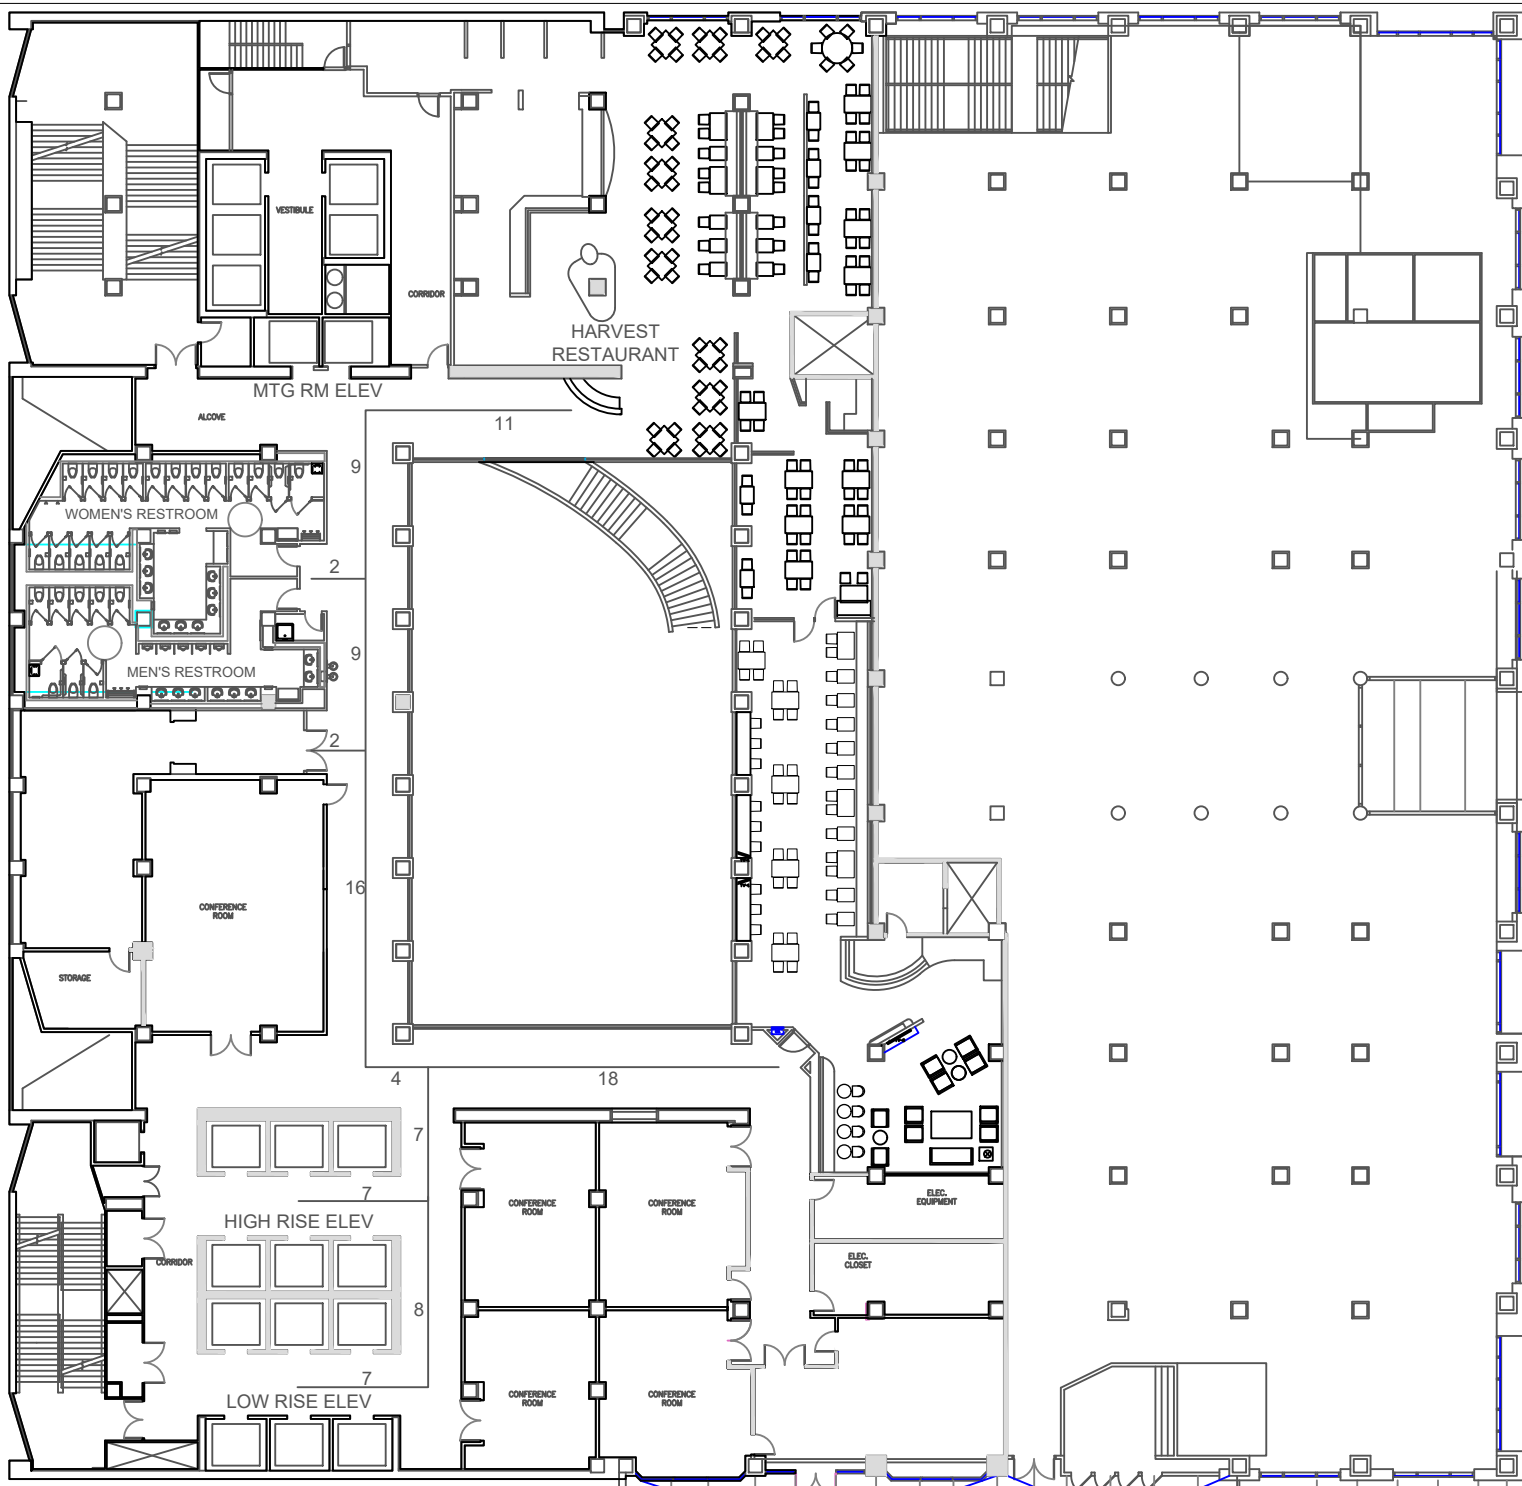 VESTIBULE
CORRIDOR
HARVEST
RESTAURANT
MTG RM ELEV
ALCOVE
11
9
WOMEN'S RESTROOM
2
9
MEN'S RESTROOM
2
16
CONFERENCE
ROOM
STORAGE
4
18
7
7
CONFERENCE
ROOM
CONFERENCE
ROOM
ELEC.
EQUIPMENT
HIGH RISE ELEV
CORRIDOR
ELEC.
CLOSET
8
7
LOW RISE ELEV
CONFERENCE
ROOM
CONFERENCE
ROOM